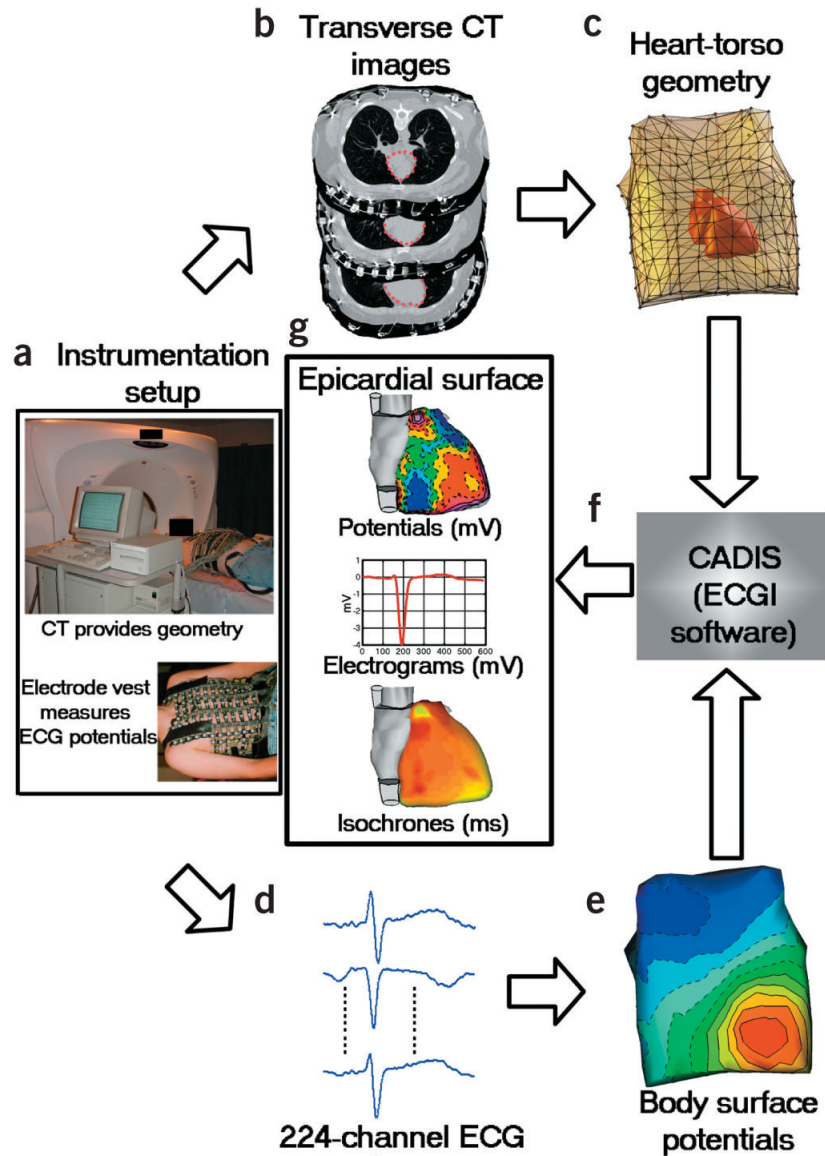 b
Transverse CT
images
c
Heart-torso
geometry
a
Instrumentation
setup
CT provides geometry
Electrode vest
measures
ECG potentials
g
Epicardial surface
Potentials (mV)
1
0
-1
-2
-3
-4
mV
0 100 200 300 400 500 600
Electrograms (mV)
Isochrones (ms)
f
CADIS
(ECGI
software)
d
224-channel ECG
e
Body surface
potentials